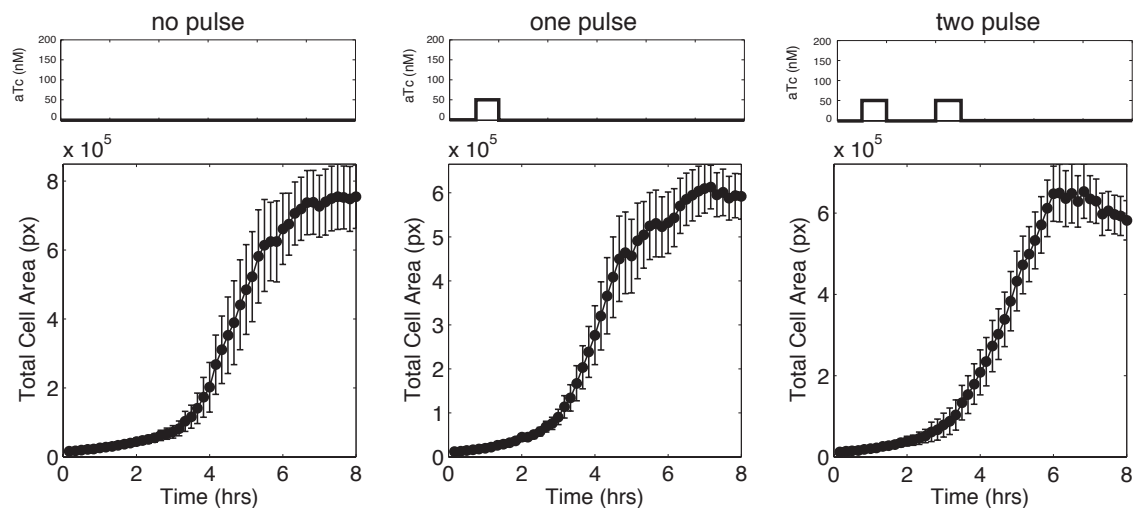 no pulse
one pulse
two pulse
aTc (nM)
200
150
100
50
0
aTc (nM)
200
150
100
50
0
aTc (nM)
200
150
100
50
0
x 10^5
x 10^5
x 10^5
Total Cell Area (px)
8
6
4
2
0
0 2 4 6 8
Time (hrs)
Total Cell Area (px)
6
5
4
3
2
1
0
0 2 4 6 8
Time (hrs)
Total Cell Area (px)
6
4
2
0
0 2 4 6 8
Time (hrs)